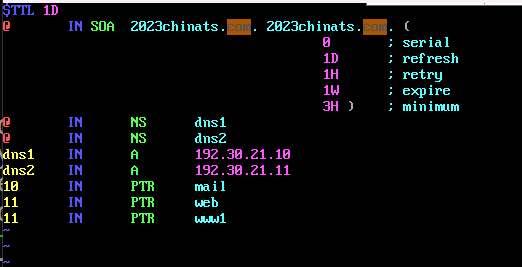 $TTL 1D
@ IN SOA 2023chinats.com. 2023chinats.com. (
0 ; serial
1D ; refresh
1H ; retry
1W ; expire
3H ) ; minimum
@ IN NS dns1
@ IN NS dns2
dns1 IN A 192.30.21.10
dns2 IN A 192.30.21.11
10 IN PTR mail
11 IN PTR web
11 IN PTR www1
~
~
~